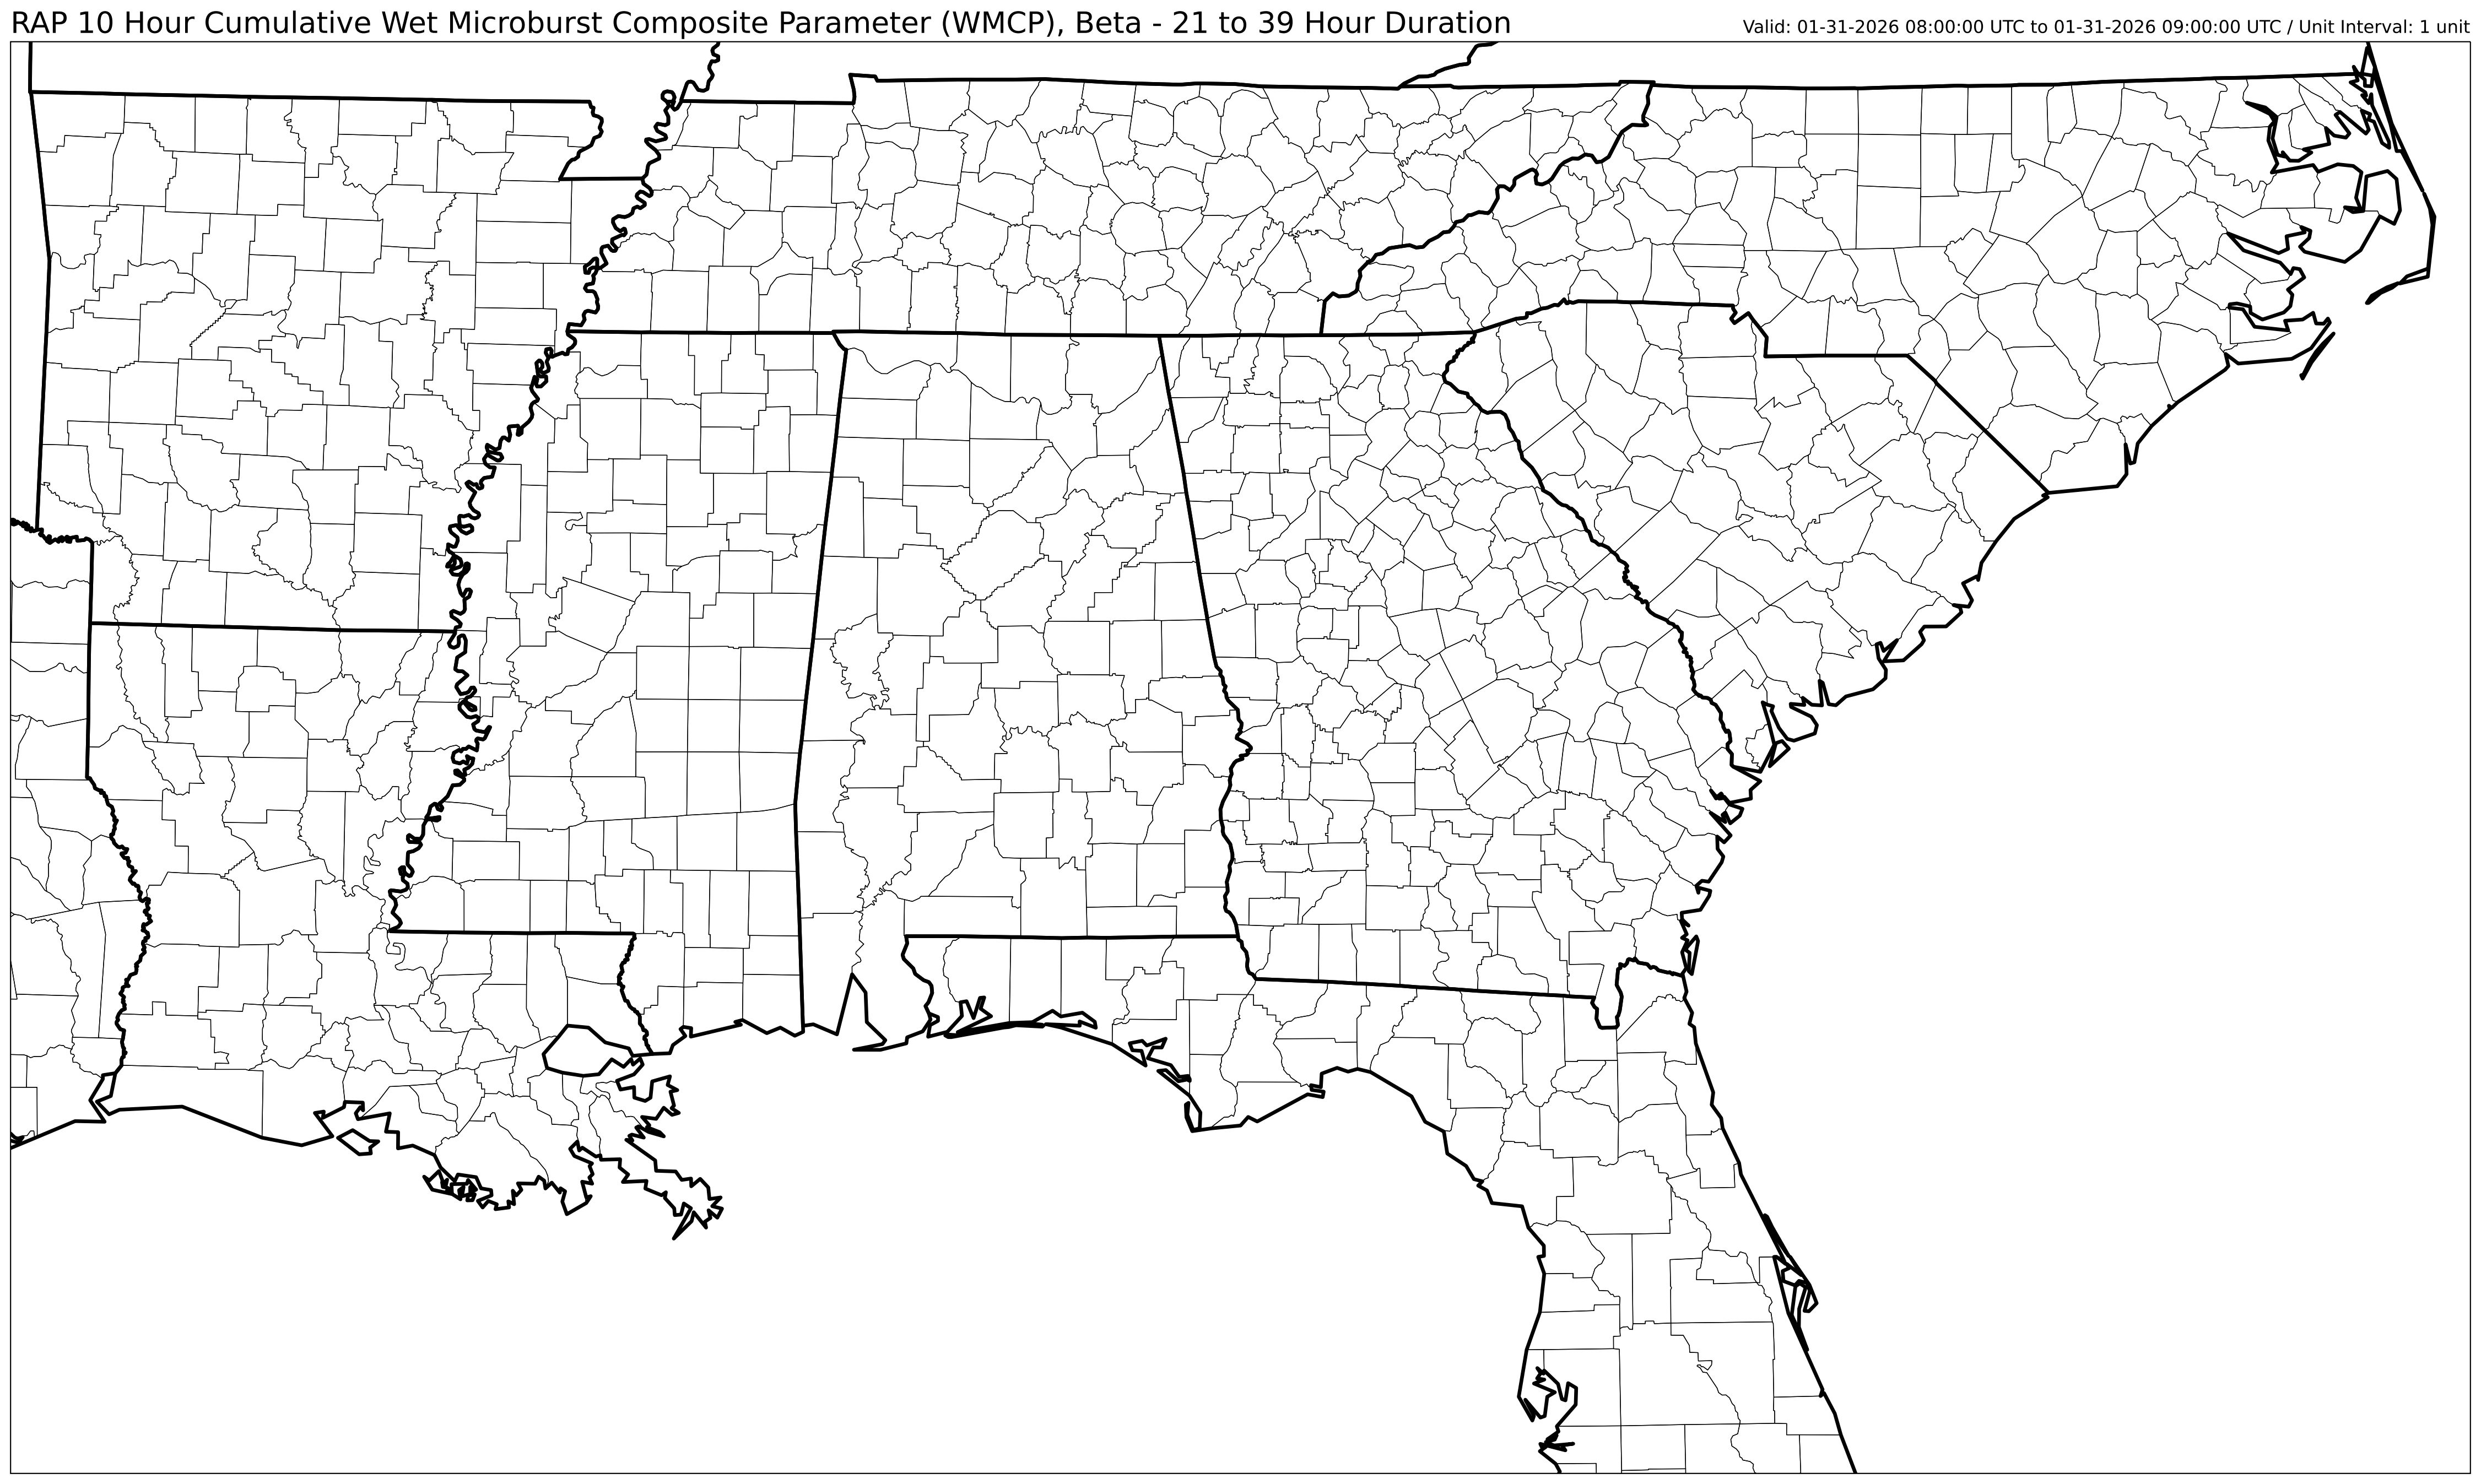 RAP 10 Hour Cumulative Wet Microburst Composite Parameter (WMCP), Beta - 21 to 39 Hour Duration
Valid: 01-31-2026 08:00:00 UTC to 01-31-2026 09:00:00 UTC / Unit Interval: 1 unit